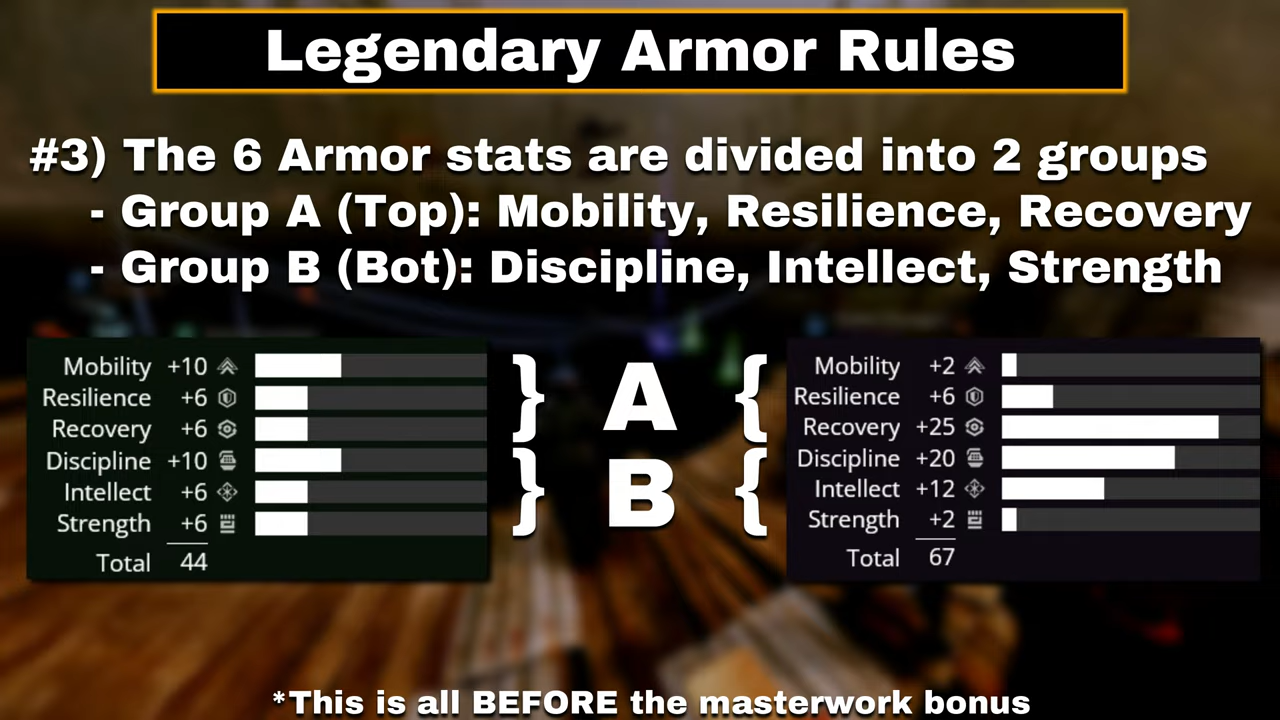 Legendary Armor Rules
#3) The 6 Armor stats are divided into 2 groups
- Group A (Top): Mobility, Resilience, Recovery
- Group B (Bot): Discipline, Intellect, Strength
Mobility +10
Resilience +6
Recovery +6
Discipline +10
Intellect +6
Strength +6
Total 44
} A {
} B {
Mobility +2
Resilience +6
Recovery +25
Discipline +20
Intellect +12
Strength +2
Total 67
*This is all BEFORE the masterwork bonus